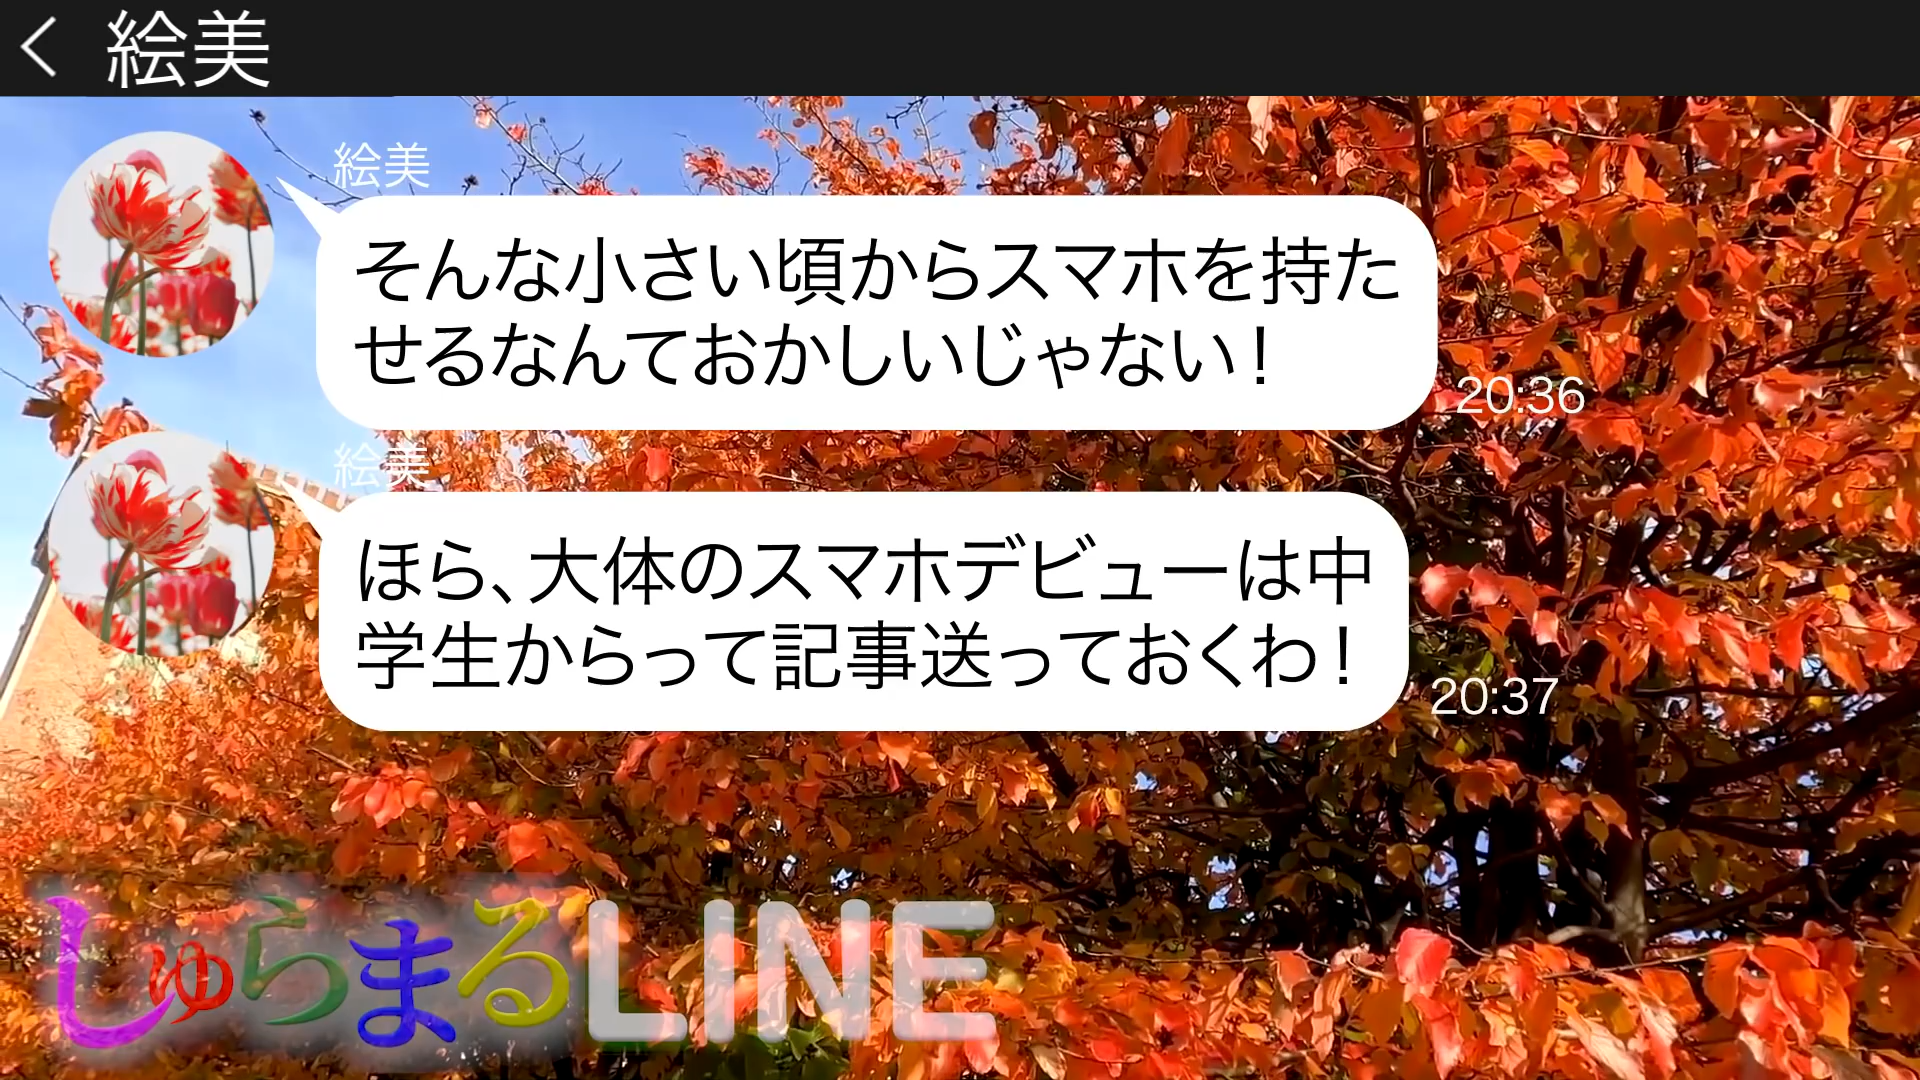 絵美
絵美
そんな小さい頃からスマホを持た
せるなんておかしいじゃない！
20:36
絵美
ほら、大体のスマホデビューは中
学生からって記事送っておくわ！
20:37
しゅらまるLINE